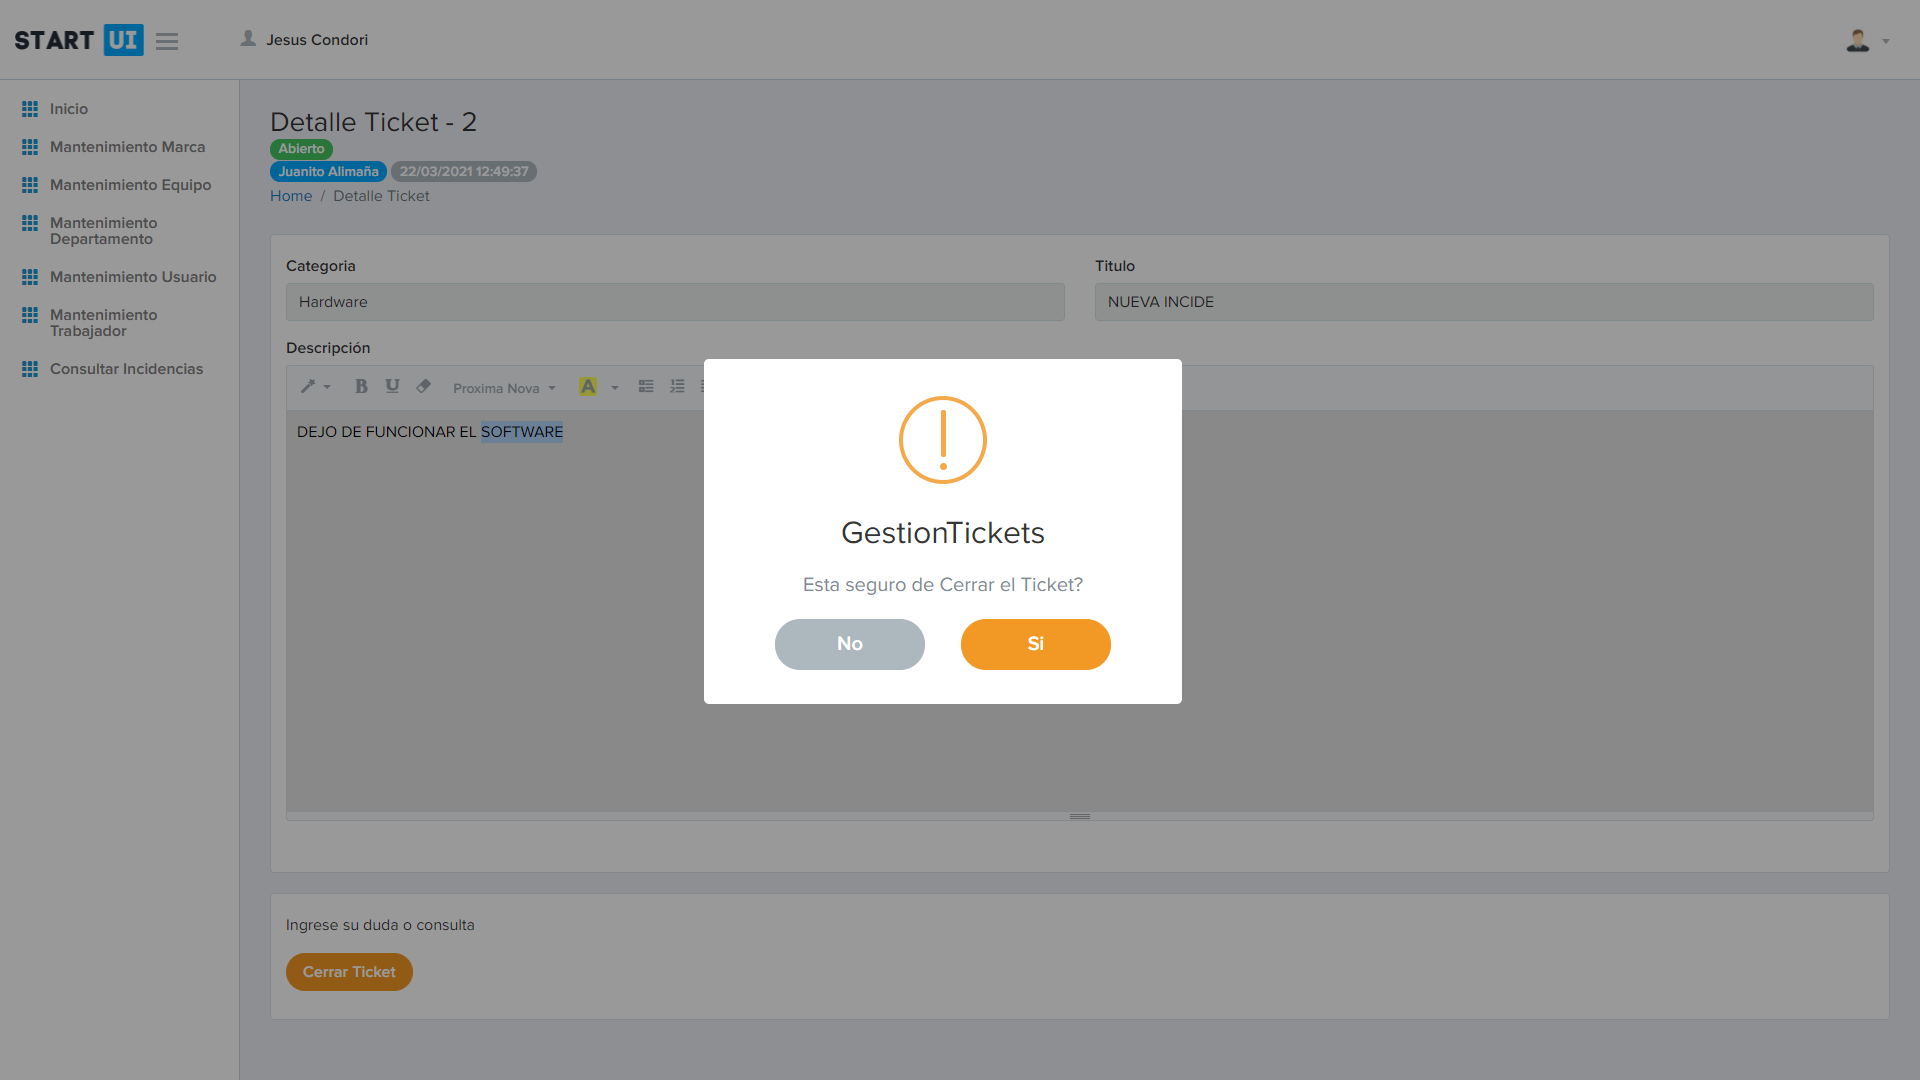 START UI
Jesus Condori
Inicio
Mantenimiento Marca
Mantenimiento Equipo
Mantenimiento
Departamento
Mantenimiento Usuario
Mantenimiento
Trabajador
Consultar Incidencias
Detalle Ticket - 2
Abierto
Juanito Alimaña 22/03/2021 12:49:37
Home / Detalle Ticket
Categoria
Hardware
Titulo
NUEVA INCIDE
Descripción
B U Proxima Nova A
DEJO DE FUNCIONAR EL SOFTWARE
GestionTickets
Esta seguro de Cerrar el Ticket?
No
Si
Ingrese su duda o consulta
Cerrar Ticket